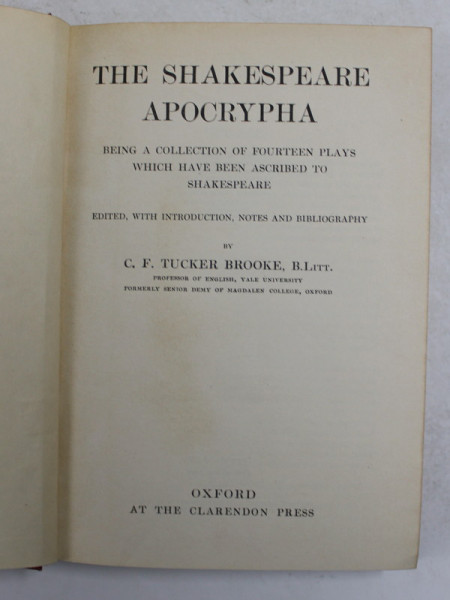 THE SHAKESPEARE
APOCRYPHA
BEING A COLLECTION OF FOURTEEN PLAYS
WHICH HAVE BEEN ASCRIBED TO
SHAKESPEARE
EDITED, WITH INTRODUCTION, NOTES AND BIBLIOGRAPHY
BY
C. F. TUCKER BROOKE, B.LITT.
PROFESSOR OF ENGLISH, YALE UNIVERSITY
FORMERLY SENIOR DEMY OF MAGDALEN COLLEGE, OXFORD
OXFORD
AT THE CLARENDON PRESS